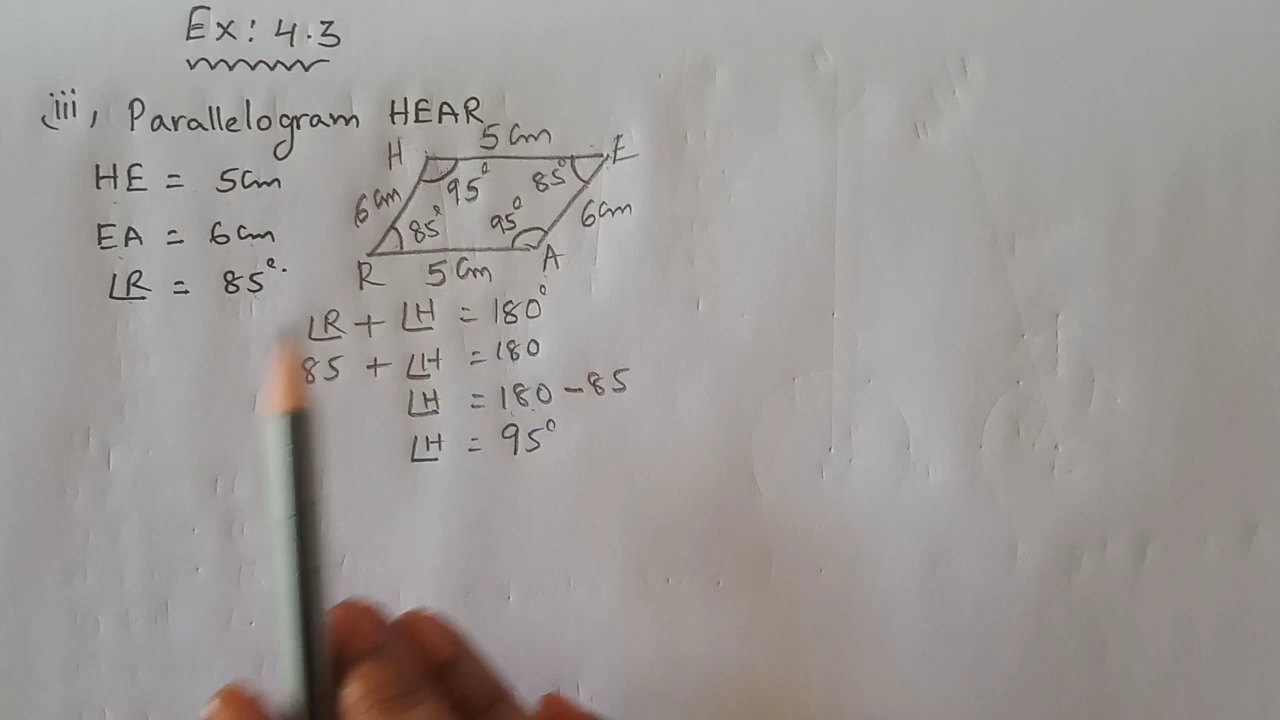 Ex: 4.3
iii, Parallelogram HEAR
HE = 5cm
EA = 6cm
∠R = 85°.
H 5cm E
6cm 95° 85°
85° 95° 6cm
R 5cm A
∠R + ∠H = 180°
85 + ∠H = 180
∠H = 180 - 85
∠H = 95°